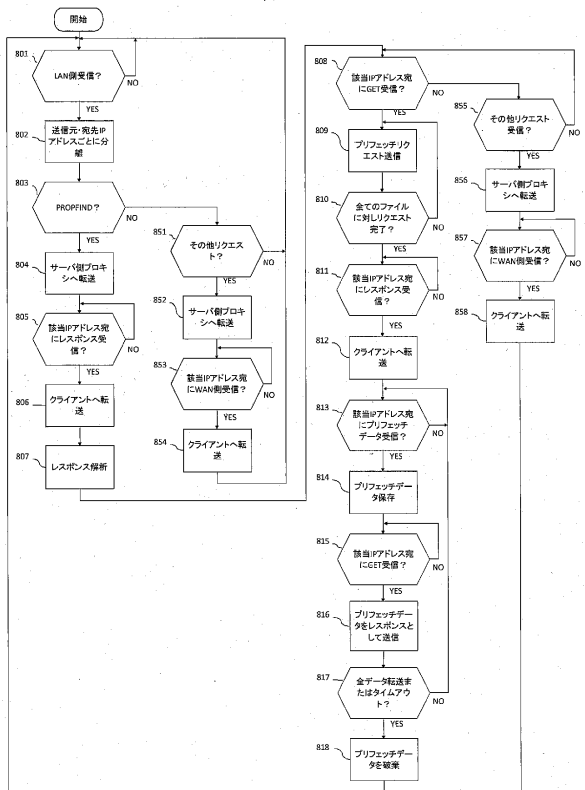 開始
801
LAN側受信？
NO
YES
802
送信元・宛先IP
アドレスごとに分
離
803
PROPFIND？
NO
YES
804
サーバ側プロキ
シへ転送
805
該当IPアドレス宛
にレスポンス受
信？
NO
YES
806
クライアントへ転
送
807
レスポンス解析
851
その他リクエス
ト？
NO
YES
852
サーバ側プロキ
シへ転送
853
該当IPアドレス宛
にWAN側受信？
NO
YES
854
クライアントへ転
送
808
該当IPアドレス宛
にGET受信？
NO
YES
809
プリフェッチリク
エスト送信
810
全てのファイル
に対しリクエスト
完了？
NO
YES
811
該当IPアドレス宛
にレスポンス受
信？
NO
YES
812
クライアントへ転
送
813
該当IPアドレス宛
にプリフェッチ
データ受信？
NO
YES
814
プリフェッチデー
タ保存
815
該当IPアドレス宛
にGET受信？
NO
YES
816
プリフェッチデー
タをレスポンスと
して送信
817
全データ転送ま
たはタイムアウ
ト？
NO
YES
818
プリフェッチデー
タを破棄
855
その他リクエスト
受信？
NO
YES
856
サーバ側プロキ
シへ転送
857
該当IPアドレス宛
にWAN側受信？
NO
YES
858
クライアントへ転
送